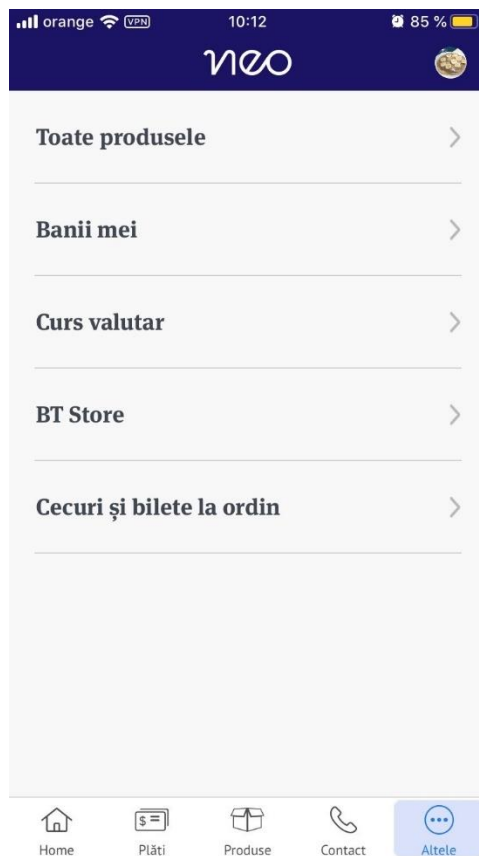 orange VPN 10:12 85 %
neo
Toate produsele
Banii mei
Curs valutar
BT Store
Cecuri și bilete la ordin
Home Plăti Produse Contact Altele